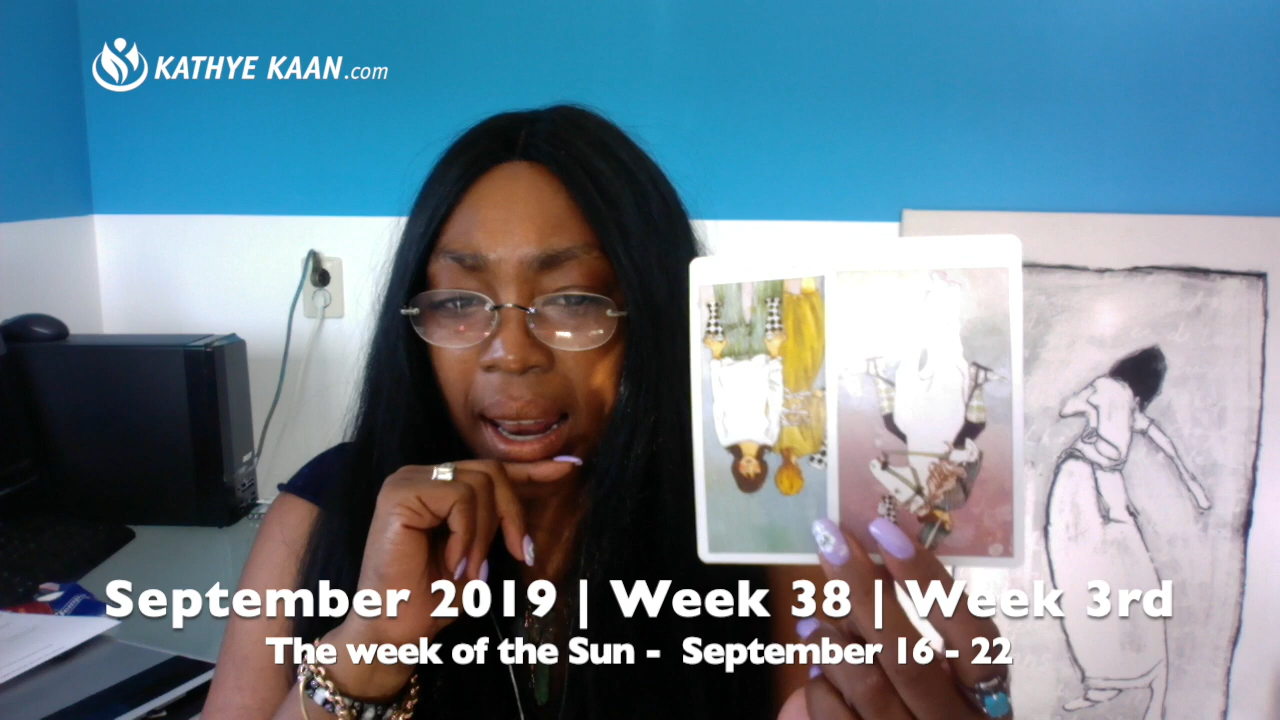 KATHYE KAAN.com
September 2019 | Week 38 | Week 3rd
The week of the Sun - September 16 - 22